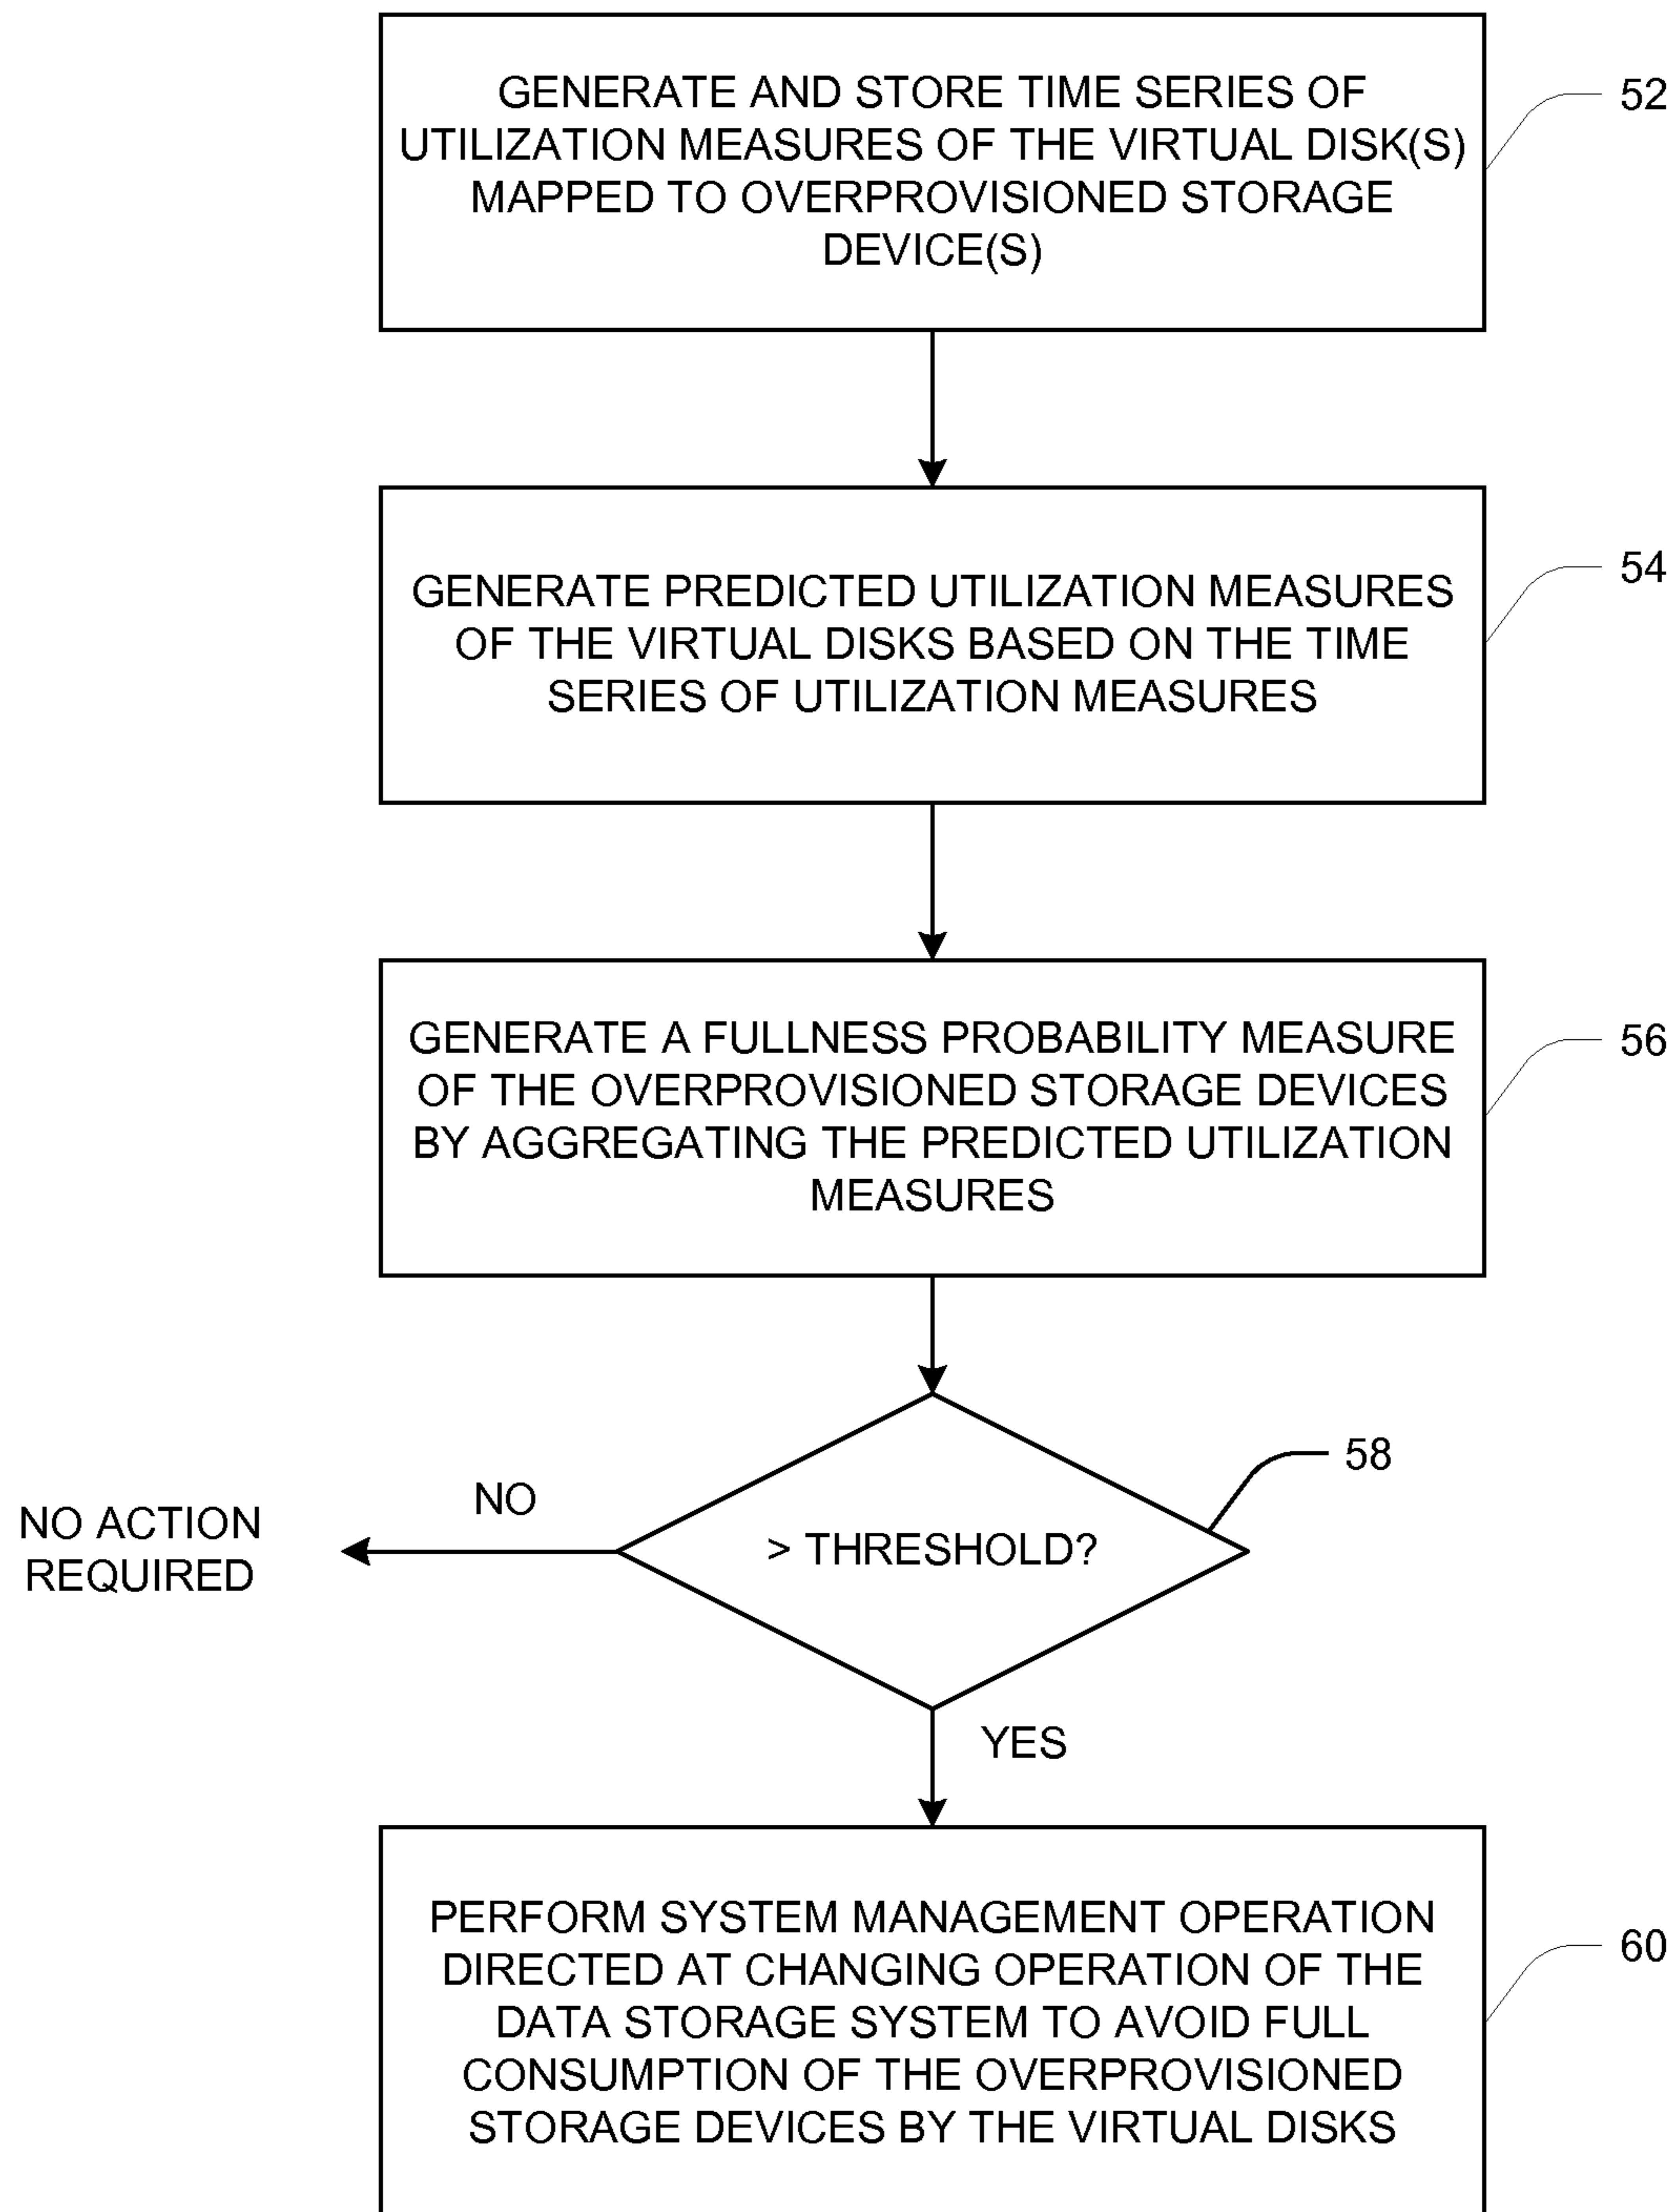 GENERATE AND STORE TIME SERIES OF
UTILIZATION MEASURES OF THE VIRTUAL DISK(S)
MAPPED TO OVERPROVISIONED STORAGE
DEVICE(S)
52
GENERATE PREDICTED UTILIZATION MEASURES
OF THE VIRTUAL DISKS BASED ON THE TIME
SERIES OF UTILIZATION MEASURES
54
GENERATE A FULLNESS PROBABILITY MEASURE
OF THE OVERPROVISIONED STORAGE DEVICES
BY AGGREGATING THE PREDICTED UTILIZATION
MEASURES
56
58
NO
NO ACTION
REQUIRED
> THRESHOLD?
YES
PERFORM SYSTEM MANAGEMENT OPERATION
DIRECTED AT CHANGING OPERATION OF THE
DATA STORAGE SYSTEM TO AVOID FULL
CONSUMPTION OF THE OVERPROVISIONED
STORAGE DEVICES BY THE VIRTUAL DISKS
60